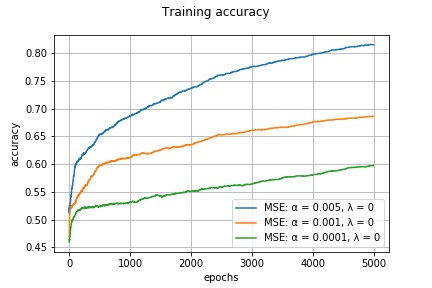 Training accuracy
accuracy
0.80
0.75
0.70
0.65
0.60
0.55
0.50
0.45
MSE: α = 0.005, λ = 0
MSE: α = 0.001, λ = 0
MSE: α = 0.0001, λ = 0
0 1000 2000 3000 4000 5000
epochs